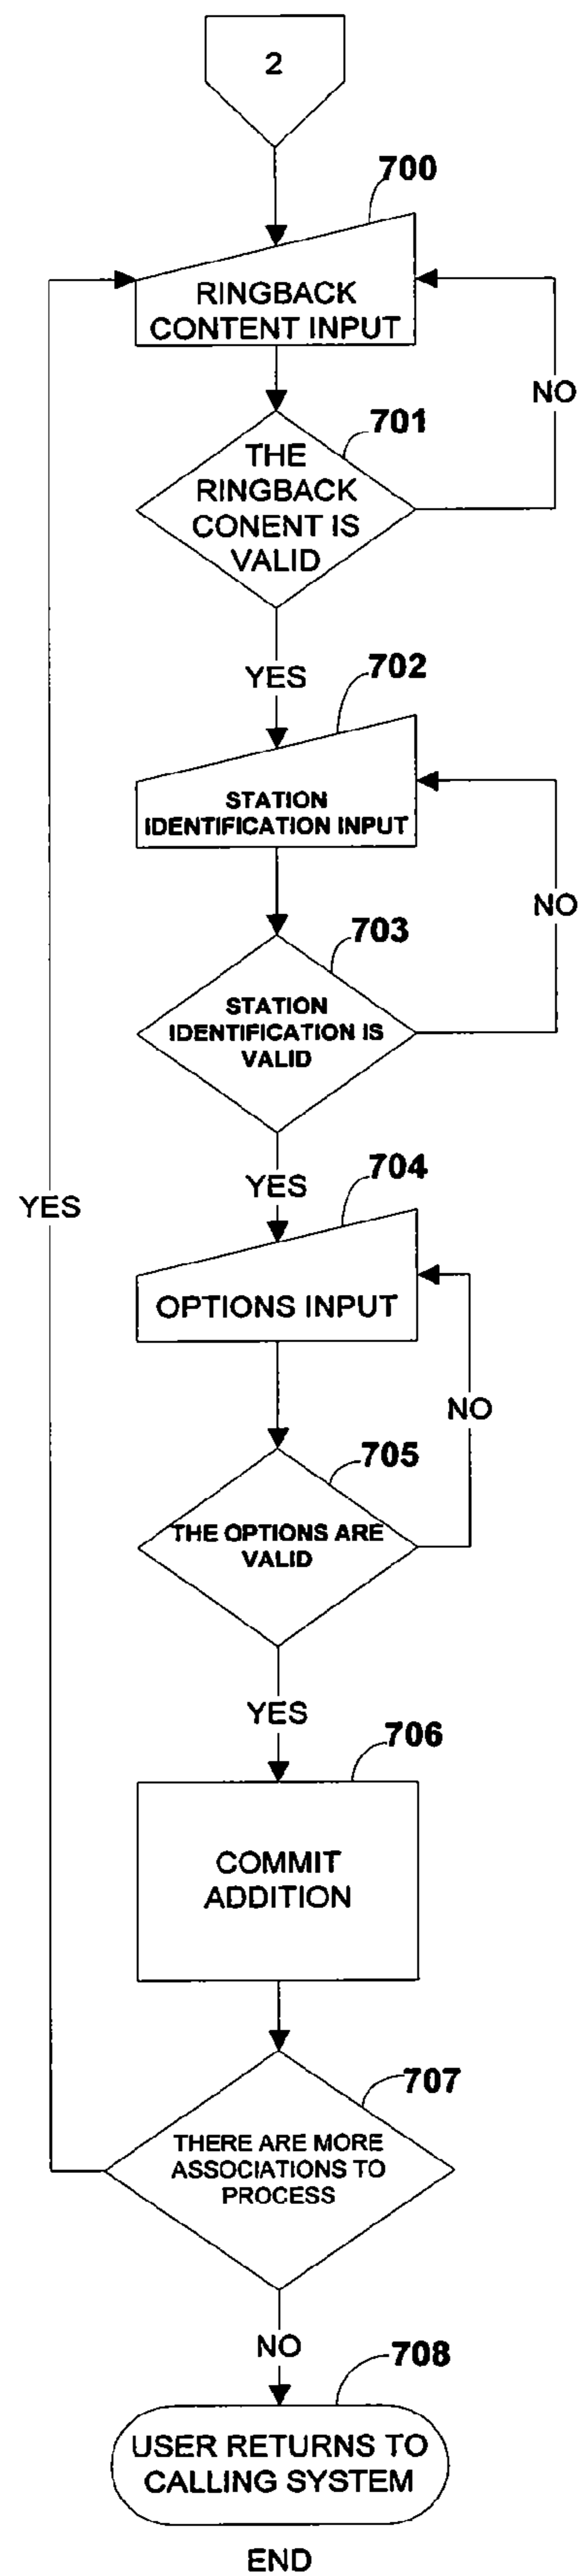 2
700
RINGBACK
CONTENT INPUT
NO
701
THE
RINGBACK
CONENT IS
VALID
YES
702
STATION
IDENTIFICATION INPUT
NO
703
STATION
IDENTIFICATION IS
VALID
YES
704
YES
OPTIONS INPUT
NO
705
THE OPTIONS ARE
VALID
YES
706
COMMIT
ADDITION
707
THERE ARE MORE
ASSOCIATIONS TO
PROCESS
NO
708
USER RETURNS TO
CALLING SYSTEM
END